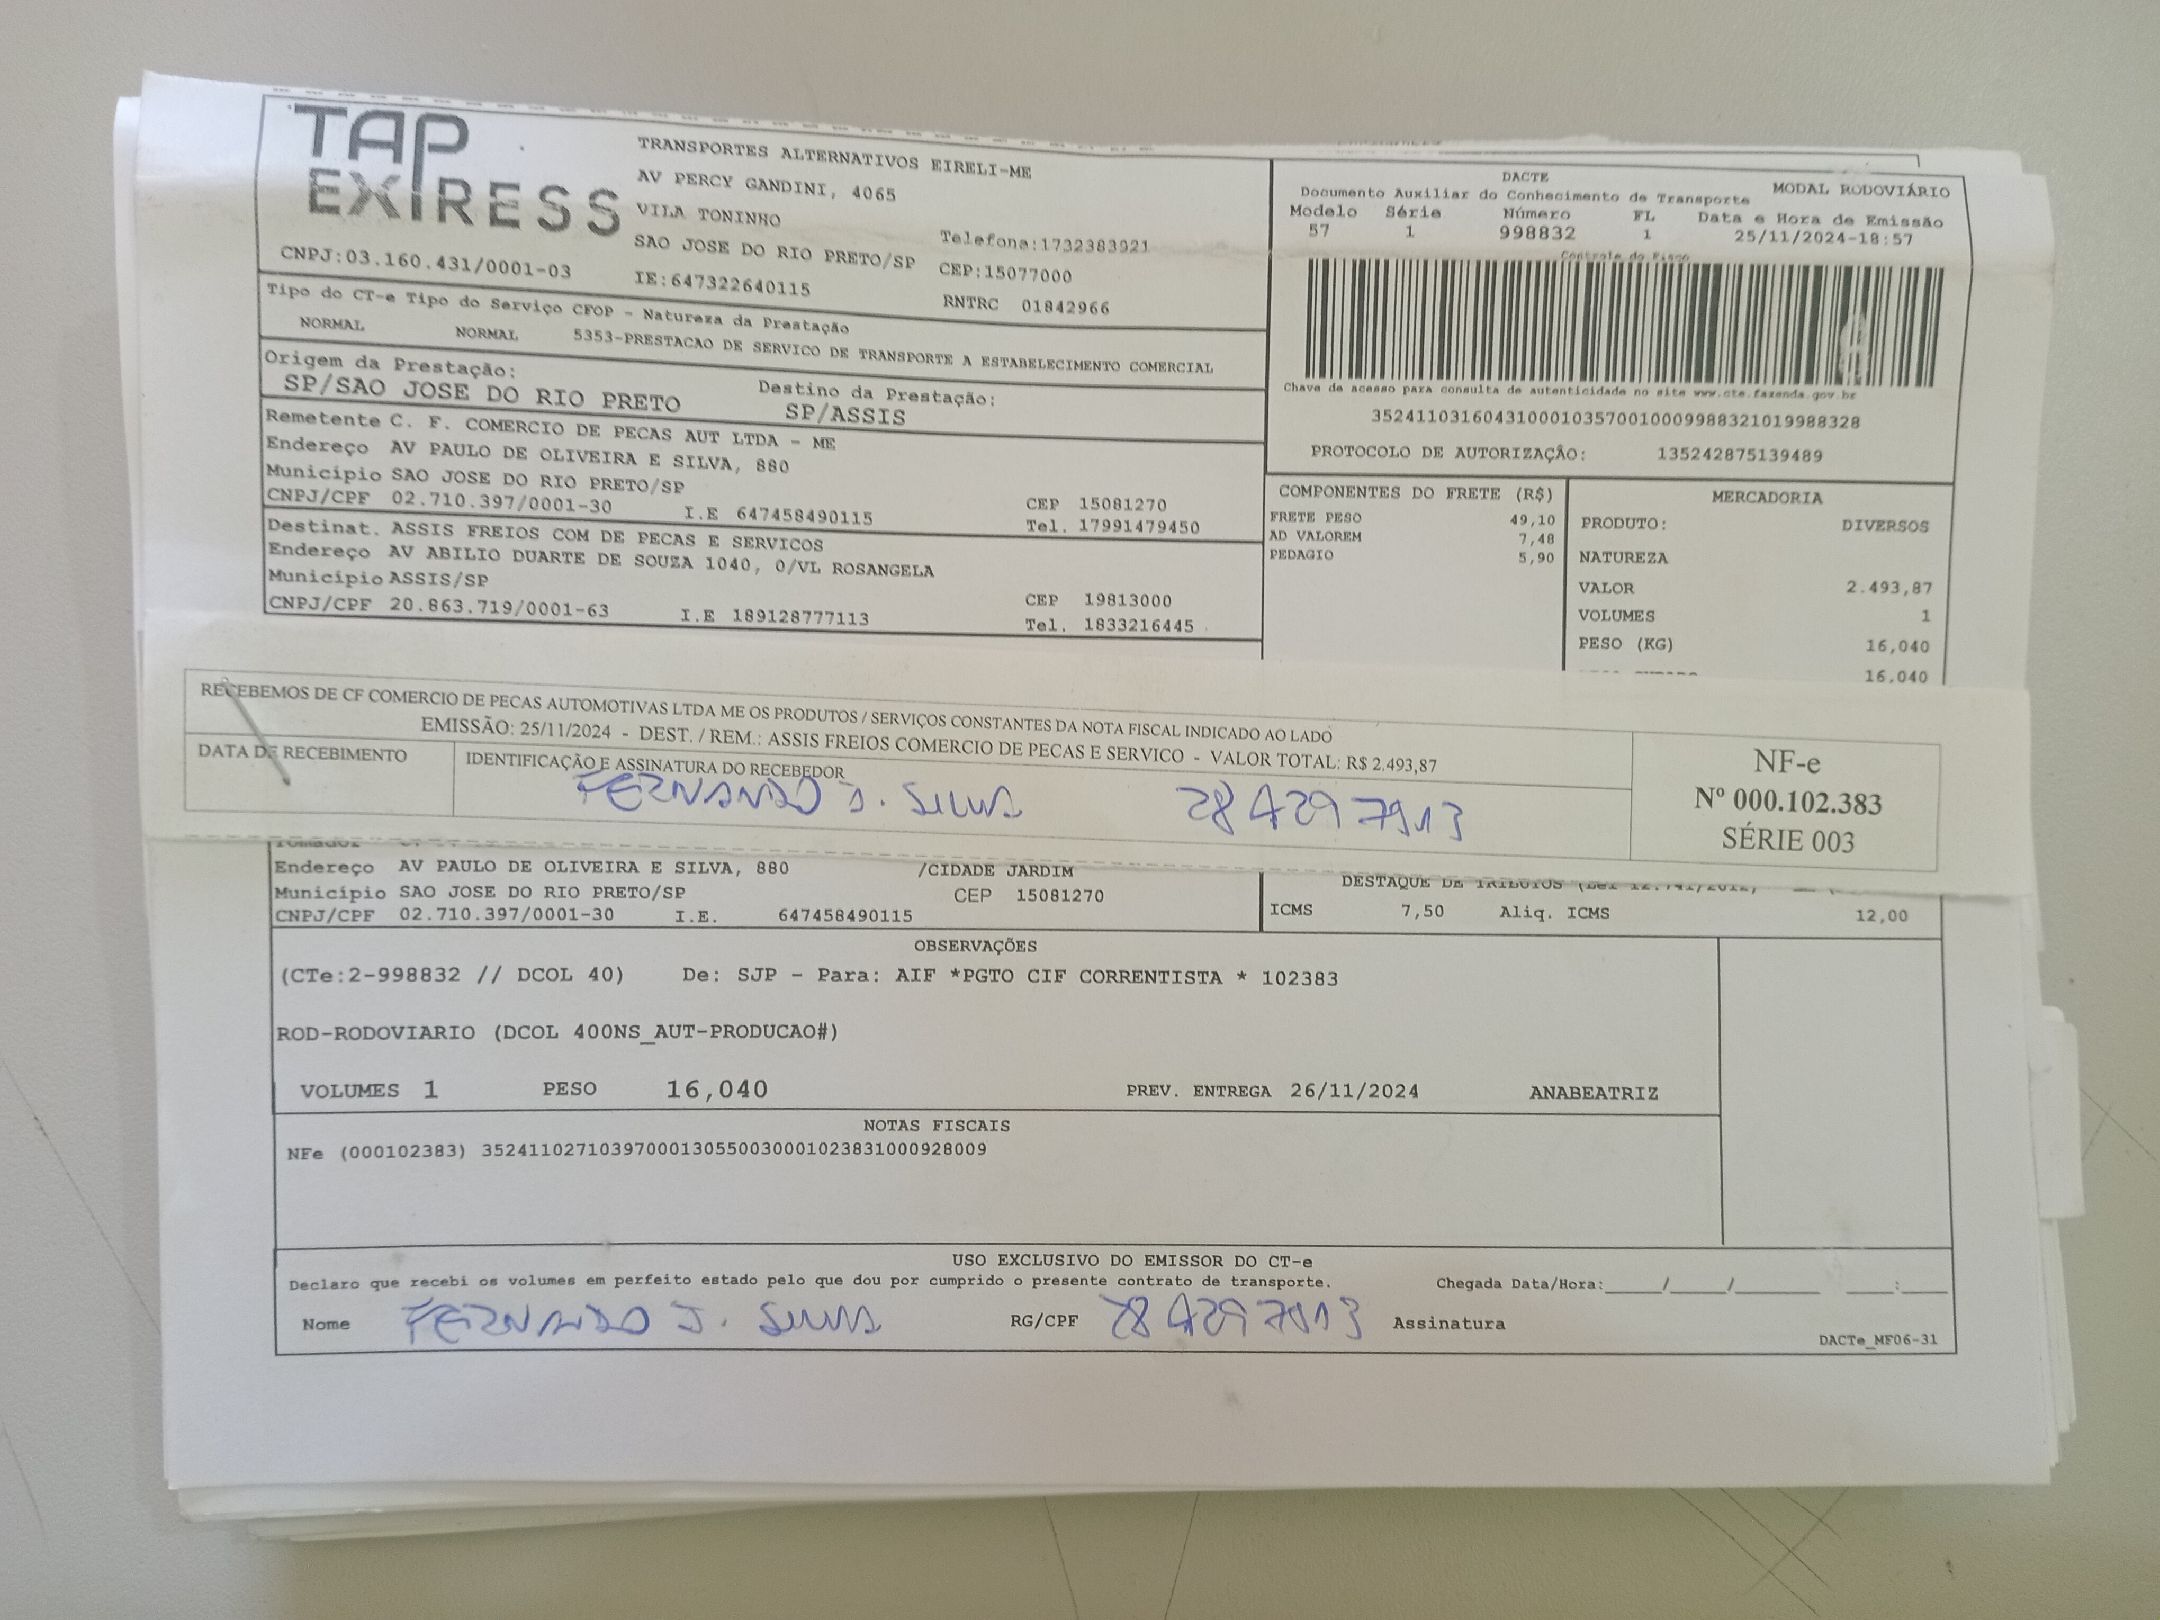 TAP
EXPRESS
CNPJ:03.160.431/0001-03
TRANSPORTES ALTERNATIVOS EIRELI-ME
AV PERCY GANDINI, 4065
VILA TONINHO
SAO JOSE DO RIO PRETO/SP
IE:647322640115
Telefone:1732383921
CEP:15077000
RNTRC 01842966
DACTE
Documento Auxiliar do Conhecimento de Transporte
MODAL RODOVIÁRIO
Modelo Série Número FL Data e Hora de Emissão
57 1 998832 1 25/11/2024-18:57
Controle do Fisco
Chave de acesso para consulta de autenticidade no site www.cte.fazenda.gov.br
35241103160431000103570010009988321019988328
PROTOCOLO DE AUTORIZAÇÃO: 135242875139489
Tipo do CT-e Tipo do Serviço CFOP - Natureza da Prestação
NORMAL NORMAL 5353-PRESTACAO DE SERVICO DE TRANSPORTE A ESTABELECIMENTO COMERCIAL
Origem da Prestação: Destino da Prestação:
SP/SAO JOSE DO RIO PRETO SP/ASSIS
Remetente C. F. COMERCIO DE PECAS AUT LTDA - ME
Endereço AV PAULO DE OLIVEIRA E SILVA, 880
Município SAO JOSE DO RIO PRETO/SP CEP 15081270
CNPJ/CPF 02.710.397/0001-30 I.E 647458490115 Tel. 17991479450
Destinat. ASSIS FREIOS COM DE PECAS E SERVICOS
Endereço AV ABILIO DUARTE DE SOUZA 1040, 0/VL ROSANGELA
Município ASSIS/SP CEP 19813000
CNPJ/CPF 20.863.719/0001-63 I.E 189128777113 Tel. 1833216445
COMPONENTES DO FRETE (R$)
FRETE PESO 49,10
AD VALOREM 7,48
PEDAGIO 5,90
MERCADORIA
PRODUTO: DIVERSOS
NATUREZA
VALOR 2.493,87
VOLUMES 1
PESO (KG) 16,040
16,040
RECEBEMOS DE CF COMERCIO DE PECAS AUTOMOTIVAS LTDA ME OS PRODUTOS / SERVIÇOS CONSTANTES DA NOTA FISCAL INDICADO AO LADO
EMISSÃO: 25/11/2024 - DEST. / REM.: ASSIS FREIOS COMERCIO DE PECAS E SERVICO - VALOR TOTAL: R$ 2.493,87
DATA DE RECEBIMENTO
IDENTIFICAÇÃO E ASSINATURA DO RECEBEDOR
FERNANDO J. SILVA 284297913
NF-e
Nº 000.102.383
SÉRIE 003
Endereço AV PAULO DE OLIVEIRA E SILVA, 880 /CIDADE JARDIM
Município SAO JOSE DO RIO PRETO/SP CEP 15081270
CNPJ/CPF 02.710.397/0001-30 I.E. 647458490115
DESTAQUE DE TRIBUTOS (Lei 12.741/2012)
ICMS 7,50 Aliq. ICMS 12,00
OBSERVAÇÕES
(CTe:2-998832 // DCOL 40) De: SJP - Para: AIF *PGTO CIF CORRENTISTA * 102383
ROD-RODOVIARIO (DCOL 400NS_AUT-PRODUCAO#)
VOLUMES 1 PESO 16,040 PREV. ENTREGA 26/11/2024 ANABEATRIZ
NOTAS FISCAIS
NFe (000102383) 35241102710397000130550030001023831000928009
USO EXCLUSIVO DO EMISSOR DO CT-e
Declaro que recebi os volumes em perfeito estado pelo que dou por cumprido o presente contrato de transporte. Chegada Data/Hora:____/____/______ ____:____
Nome FERNANDO J. SILVA RG/CPF 284297913 Assinatura
DACTe_MF06-31